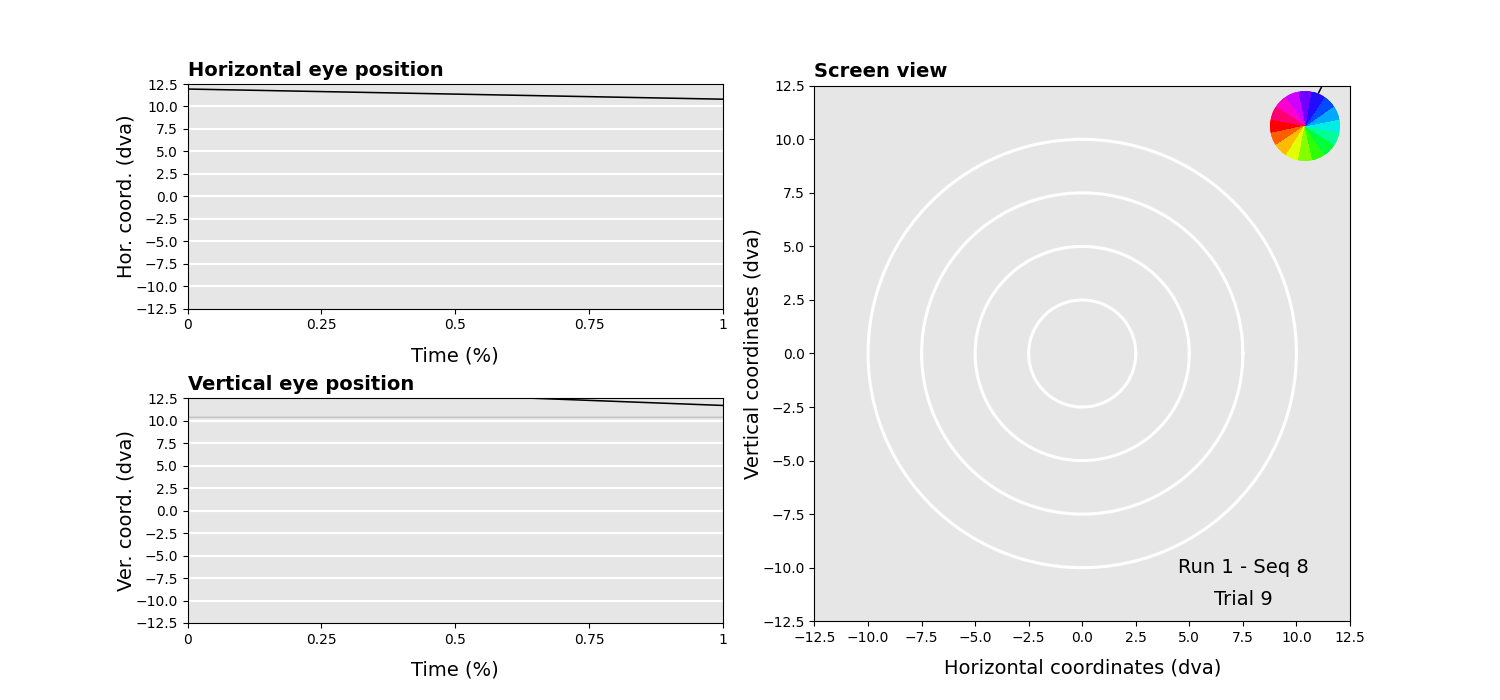 Horizontal eye position
12.5
10.0
7.5
5.0
2.5
0.0
−2.5
−5.0
−7.5
−10.0
−12.5
Hor. coord. (dva)
0 0.25 0.5 0.75 1
Time (%)
Vertical eye position
12.5
10.0
7.5
5.0
2.5
0.0
−2.5
−5.0
−7.5
−10.0
−12.5
Ver. coord. (dva)
0 0.25 0.5 0.75 1
Time (%)
Screen view
12.5
10.0
7.5
5.0
2.5
0.0
−2.5
−5.0
−7.5
−10.0
−12.5
Vertical coordinates (dva)
Run 1 - Seq 8
Trial 9
−12.5 −10.0 −7.5 −5.0 −2.5 0.0 2.5 5.0 7.5 10.0 12.5
Horizontal coordinates (dva)